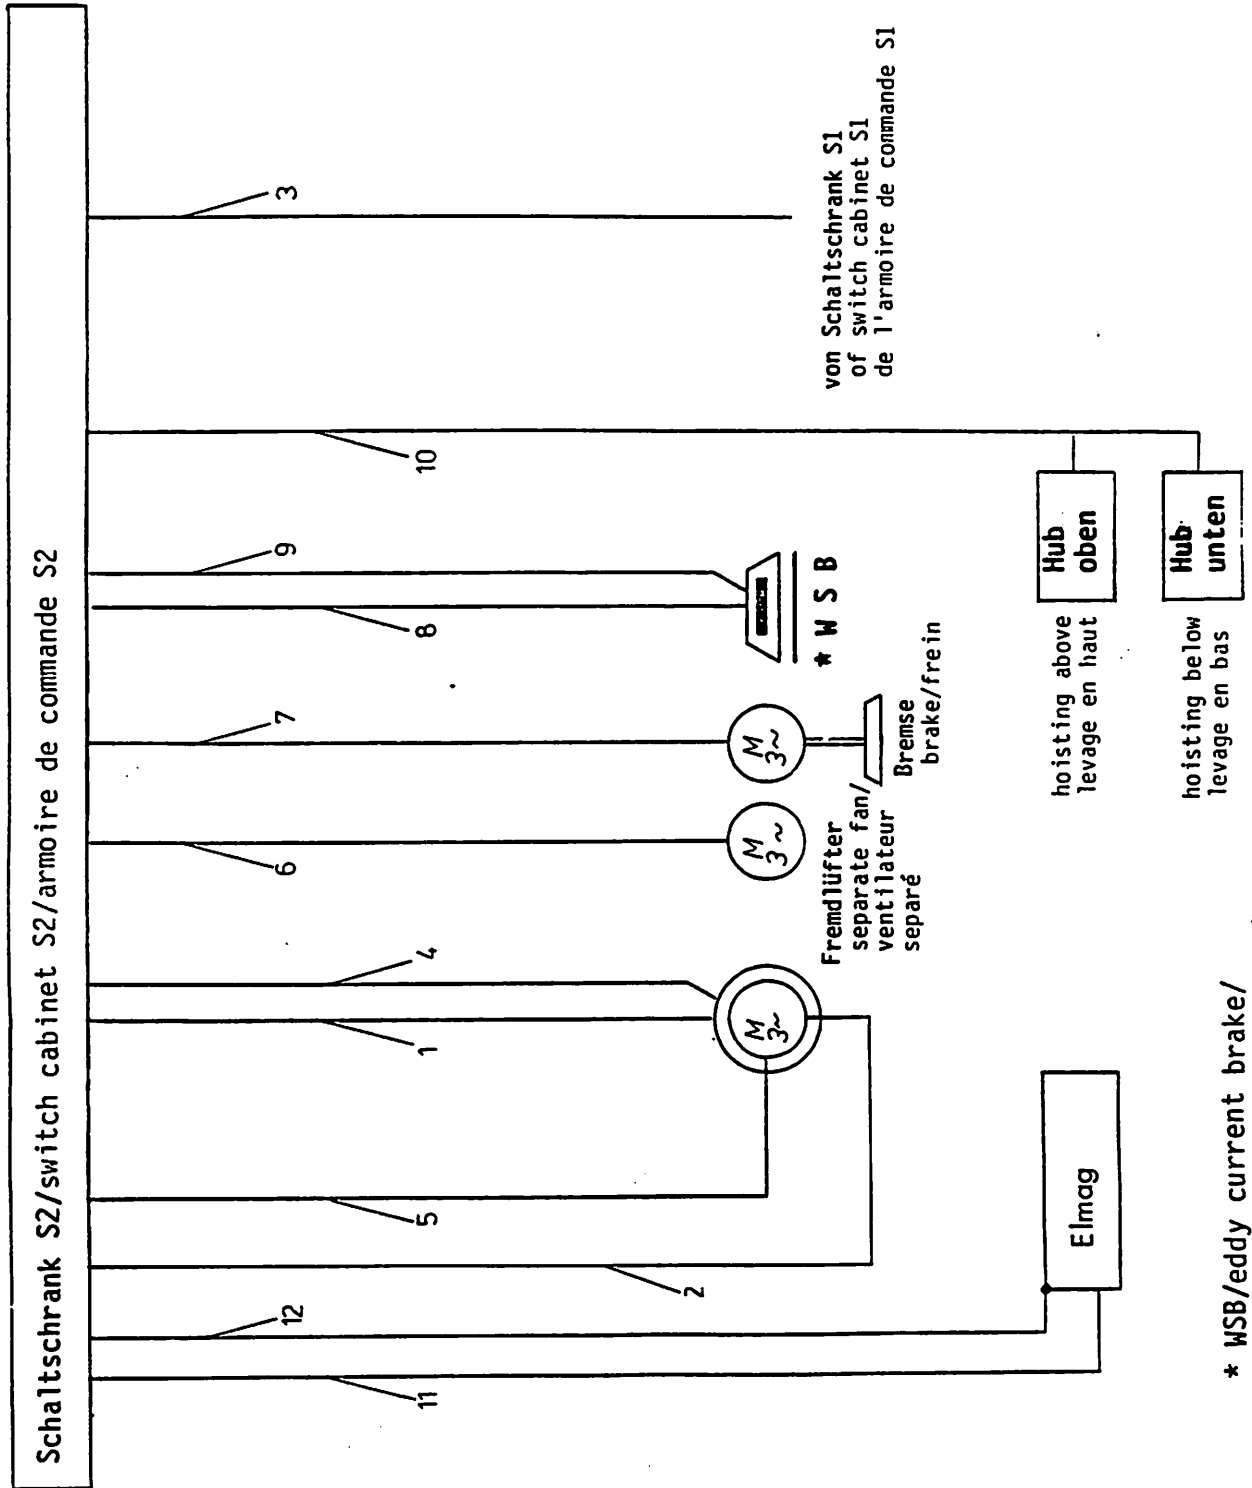 Schaltschrank S2/switch cabinet S2/armoire de commande S2
11
12
2
5
1
4
6
7
8
9
10
3
M
3~
M
3~
M
3~
Fremdlüfter
separate fan/
ventilateur
separé
Bremse
brake/frein
* W S B
von Schaltschrank S1
of switch cabinet S1
de l'armoire de commande S1
Elmag
hoisting above
levage en haut
Hub
oben
hoisting below
levage en bas
Hub
unten
* WSB/eddy current brake/